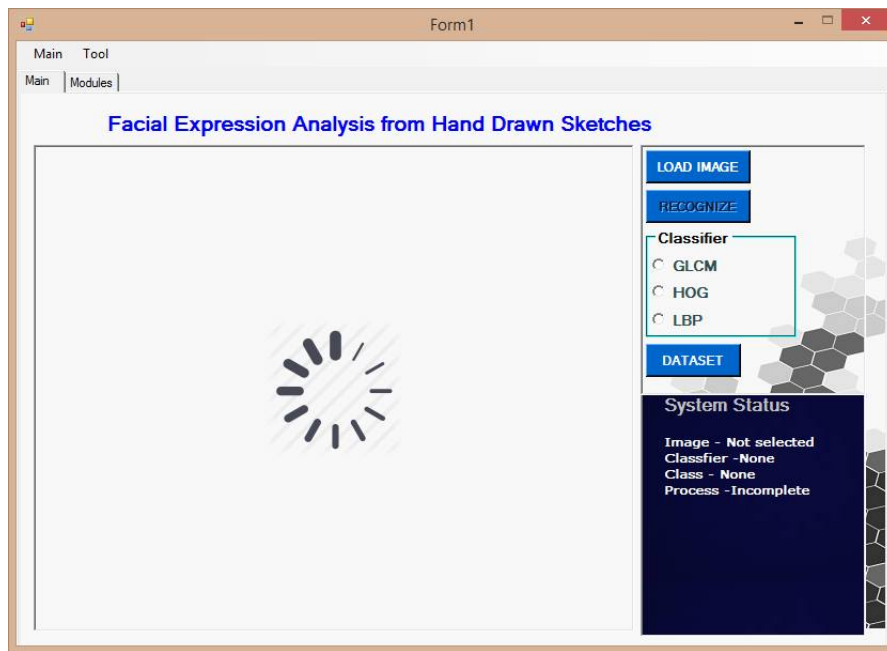 Form1
Main Tool
Main Modules
Facial Expression Analysis from Hand Drawn Sketches
LOAD IMAGE
RECOGNIZE
Classifier
GLCM
HOG
LBP
DATASET
System Status
Image - Not selected
Classfier -None
Class - None
Process -Incomplete